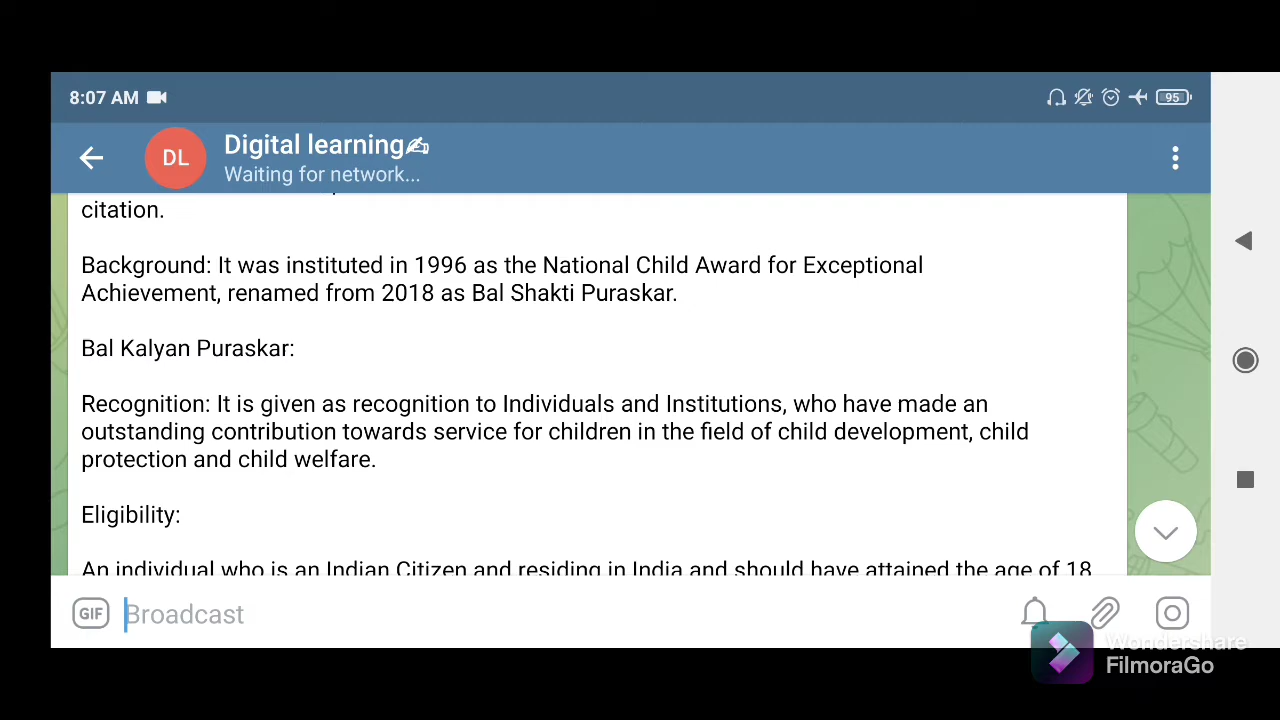 8:07 AM
95
DL
Digital learning✍
Waiting for network...
citation.
Background: It was instituted in 1996 as the National Child Award for Exceptional
Achievement, renamed from 2018 as Bal Shakti Puraskar.
Bal Kalyan Puraskar:
Recognition: It is given as recognition to Individuals and Institutions, who have made an
outstanding contribution towards service for children in the field of child development, child
protection and child welfare.
Eligibility:
An individual who is an Indian Citizen and residing in India and should have attained the age of 18
GIF
Broadcast
Wondershare
FilmoraGo